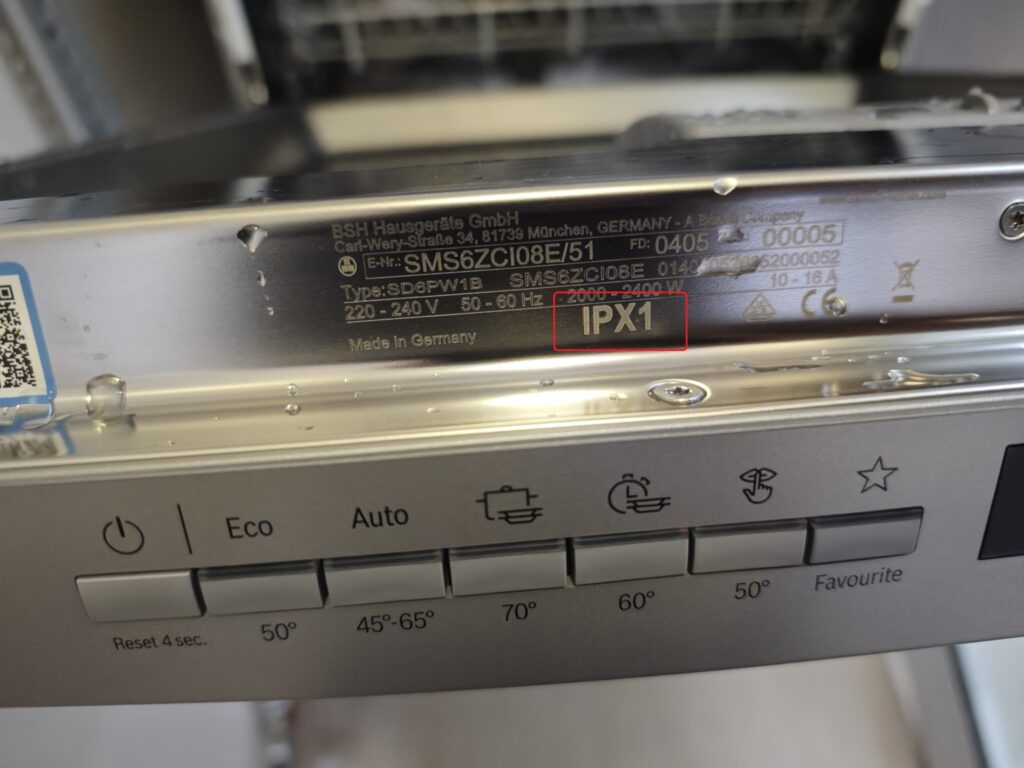 BSH Hausgeräte GmbH
Carl-Wery-Straße 34, 81739 München, GERMANY - A Bosch Company
E-Nr.: SMS6ZCI08E/51 FD: 0405 00005
Type: SD6PW1B SMS6ZCI08E
220 - 240 V 50 - 60 Hz 2000 - 2400 W 10 - 16 A
Made in Germany IPX1 CE
Eco Auto
50° 45°-65° 70° 60° 50° Favourite
Reset 4 sec.